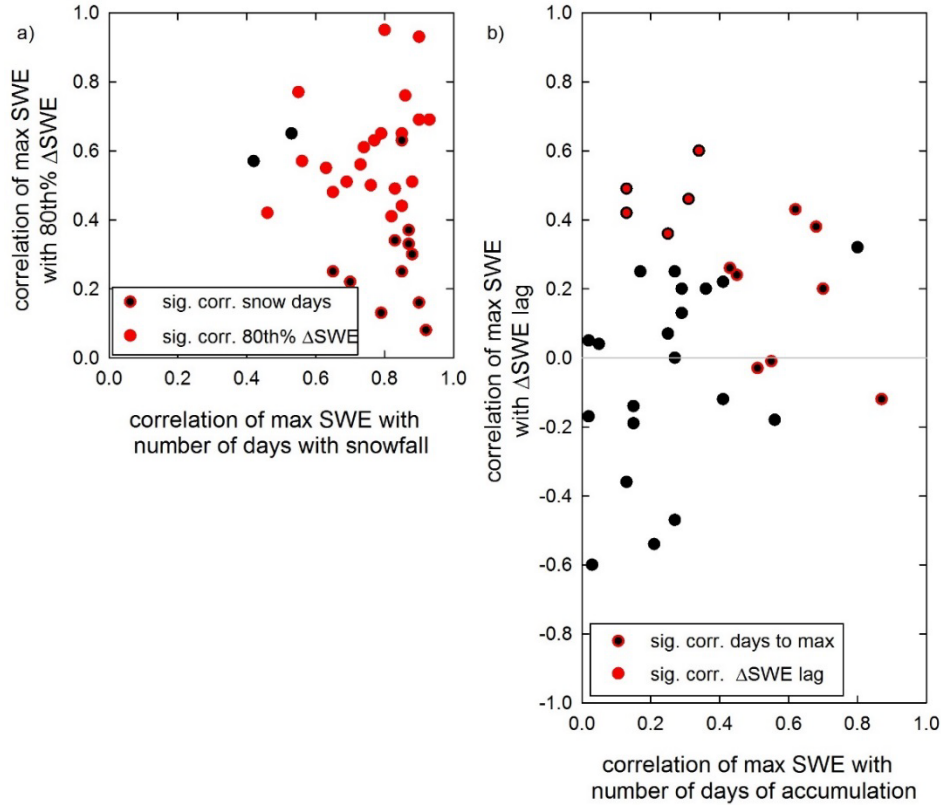 a)
correlation of max SWE
with 80th% ΔSWE
1.0
0.8
0.6
0.4
0.2
0.0
sig. corr. snow days
sig. corr. 80th% ΔSWE
0.0 0.2 0.4 0.6 0.8 1.0
correlation of max SWE with
number of days with snowfall
b)
correlation of max SWE
with ΔSWE lag
1.0
0.8
0.6
0.4
0.2
0.0
-0.2
-0.4
-0.6
-0.8
-1.0
sig. corr. days to max
sig. corr. ΔSWE lag
0.0 0.2 0.4 0.6 0.8 1.0
correlation of max SWE with
number of days of accumulation